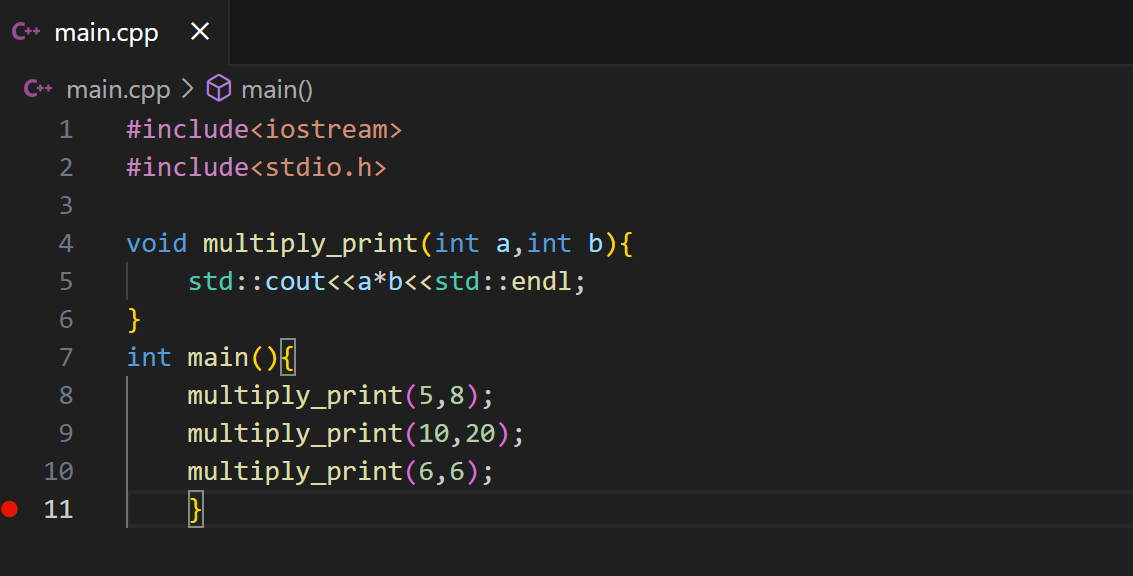 C++ main.cpp ×
C++ main.cpp > main()
1 #include<iostream>
2 #include<stdio.h>
3
4 void multiply_print(int a,int b){
5     std::cout<<a*b<<std::endl;
6 }
7 int main(){
8     multiply_print(5,8);
9     multiply_print(10,20);
10     multiply_print(6,6);
11     }